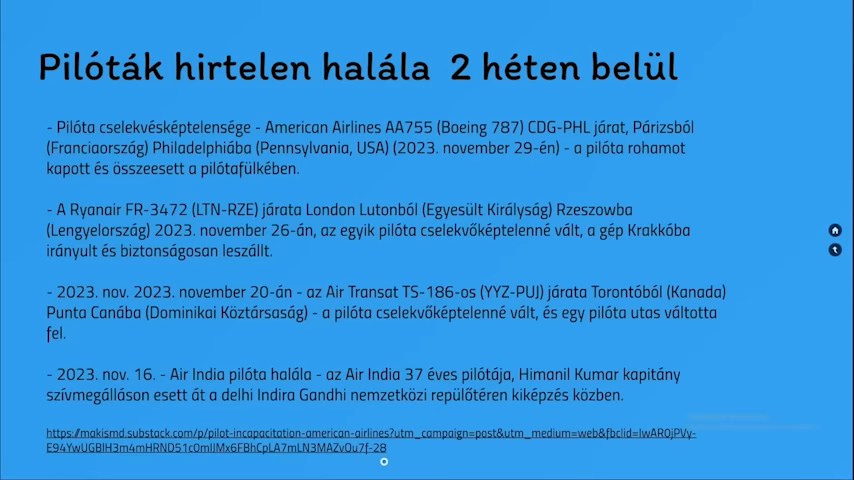 Pilóták hirtelen halála 2 héten belül
- Pilóta cselekvésképtelensége - American Airlines AA755 (Boeing 787) CDG-PHL járat, Párizsból
(Franciaország) Philadelphiába (Pennsylvania, USA) (2023. november 29-én) - a pilóta rohamot
kapott és összeesett a pilótafülkében.
- A Ryanair FR-3472 (LTN-RZE) járata London Lutonból (Egyesült Királyság) Rzeszowba
(Lengyelország) 2023. november 26-án, az egyik pilóta cselekvőképtelenné vált, a gép Krakkóba
irányult és biztonságosan leszállt.
- 2023. nov. 2023. november 20-án - az Air Transat TS-186-os (YYZ-PUJ) járata Torontóból (Kanada)
Punta Canába (Dominikai Köztársaság) - a pilóta cselekvőképtelenné vált, és egy pilóta utas váltotta
fel.
- 2023. nov. 16. - Air India pilóta halála - az Air India 37 éves pilótája, Himanil Kumar kapitány
szívmegálláson esett át a delhi Indira Gandhi nemzetközi repülőtéren kiképzés közben.
https://makismd.substack.com/p/pilot-incapacitation-american-airlines?utm_campaign=post&utm_medium=web&fbclid=IwAR0jPVy-
E94YwUGBIH3m4mHRND51c0mIJMx6FBhCpLA7mLN3MAZvOu7f-28